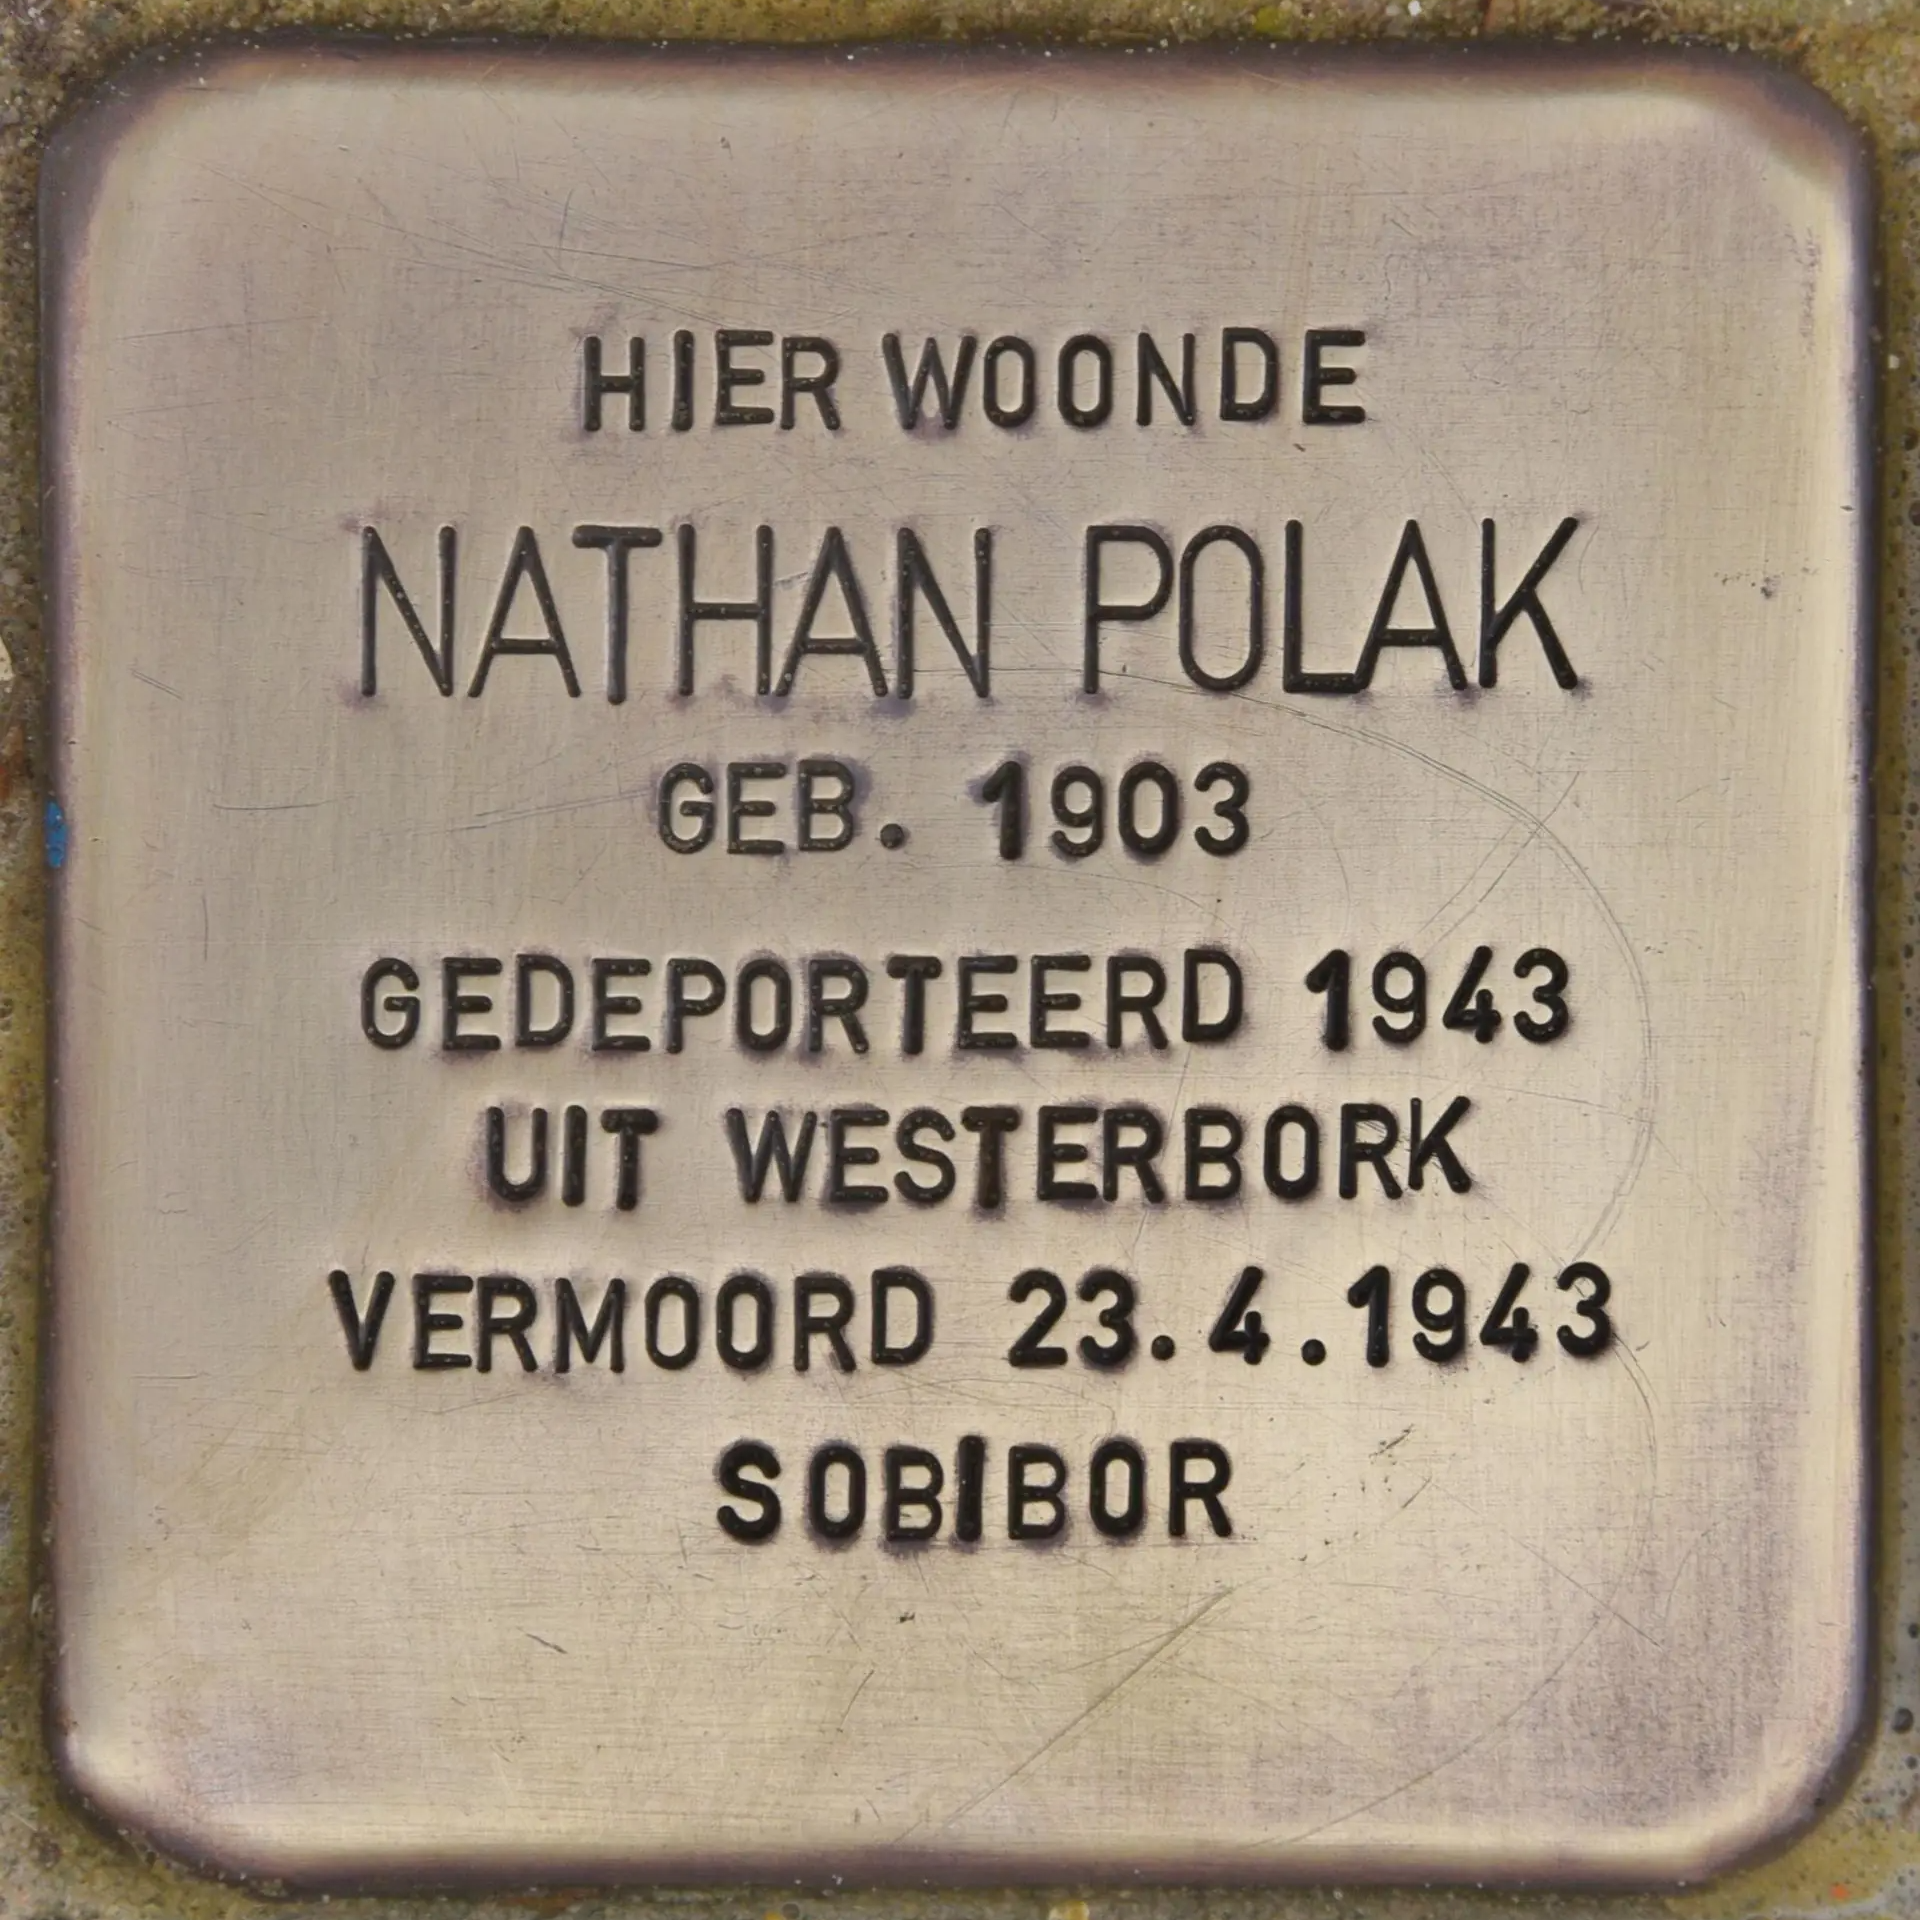 HIER WOONDE
NATHAN POLAK
GEB. 1903
GEDEPORTEERD 1943
UIT WESTERBORK
VERMOORD 23.4.1943
SOBIBOR